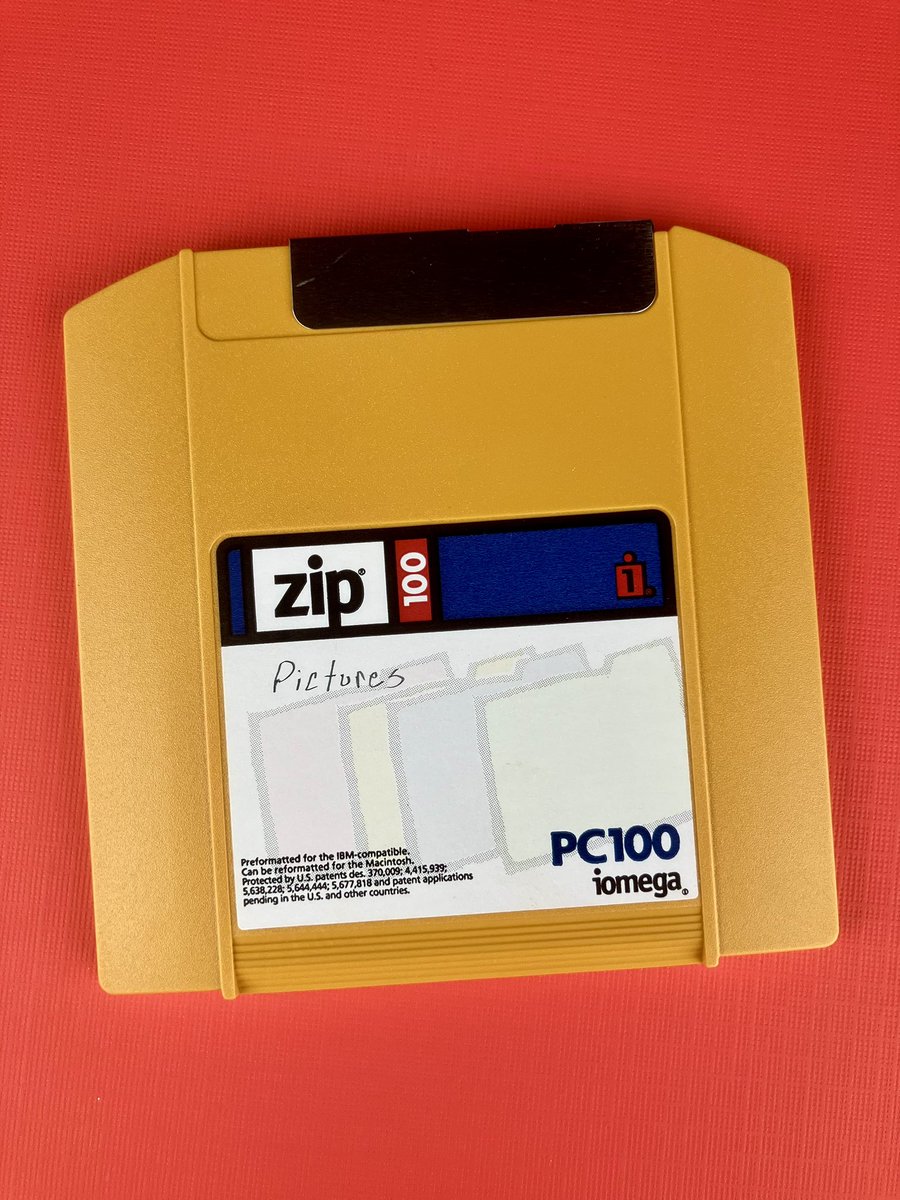 zip®
100
1
Pictures
Preformatted for the IBM-compatible.
Can be reformatted for the Macintosh.
Protected by U.S. patents des. 370,009; 4,415,939;
5,638,228; 5,644,444; 5,677,818 and patent applications
pending in the U.S. and other countries.
PC100
iomega®